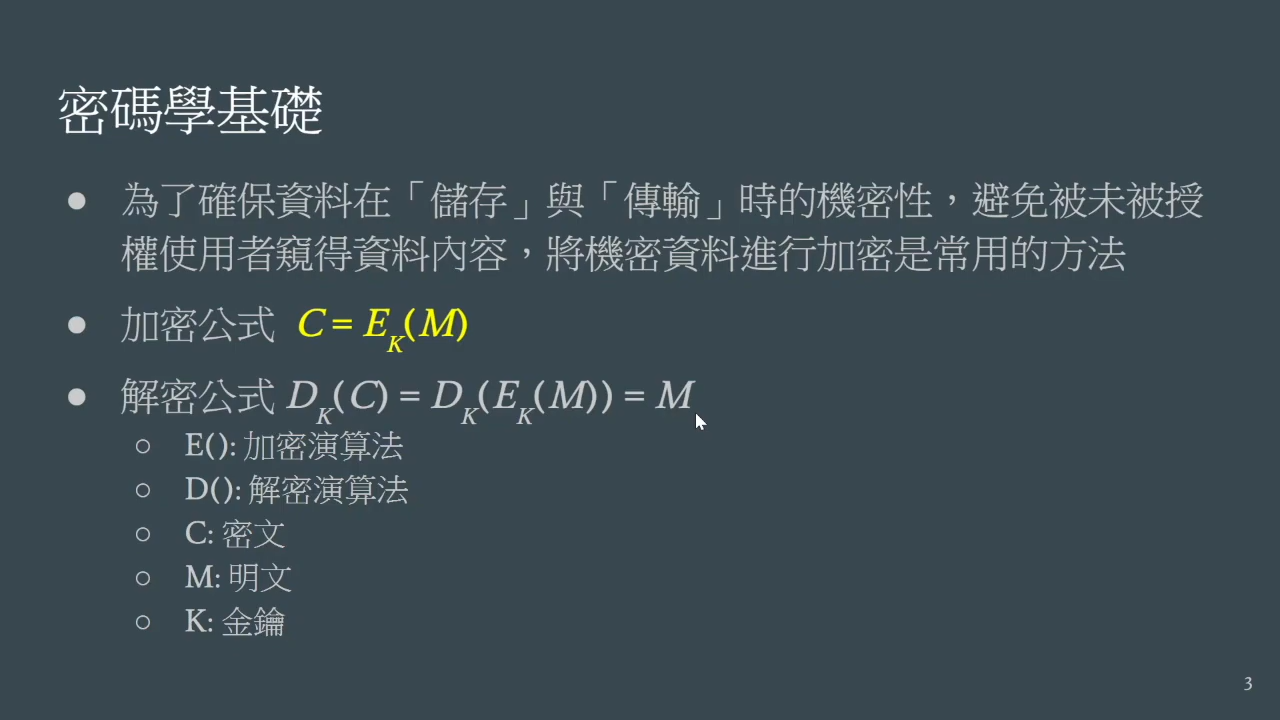 密碼學基礎
● 為了確保資料在「儲存」與「傳輸」時的機密性，避免被未被授
權使用者窺得資料內容，將機密資料進行加密是常用的方法
● 加密公式 C = E_K(M)
● 解密公式 D_K(C) = D_K(E_K(M)) = M
○ E(): 加密演算法
○ D(): 解密演算法
○ C: 密文
○ M: 明文
○ K: 金鑰
3